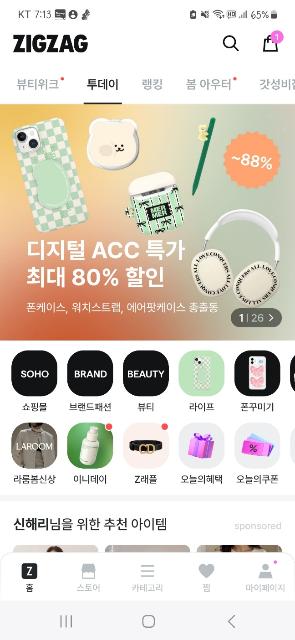 KT 7:13
65%
ZIGZAG
1
뷰티위크 투데이 랭킹 봄 아우터 갓성비
~88%
MER
MER
디지털 ACC 특가
최대 80% 할인
폰케이스, 워치스트랩, 에어팟케이스 총출동
1 | 26 >
SOHO BRAND BEAUTY
쇼핑몰 브랜드패션 뷰티 라이프 폰꾸미기
LAROOM
라룸봄신상 이니데이 Z래플 오늘의혜택 오늘의쿠폰
신해리님을 위한 추천 아이템 sponsored
Z
홈 스토어 카테고리 찜 마이페이지